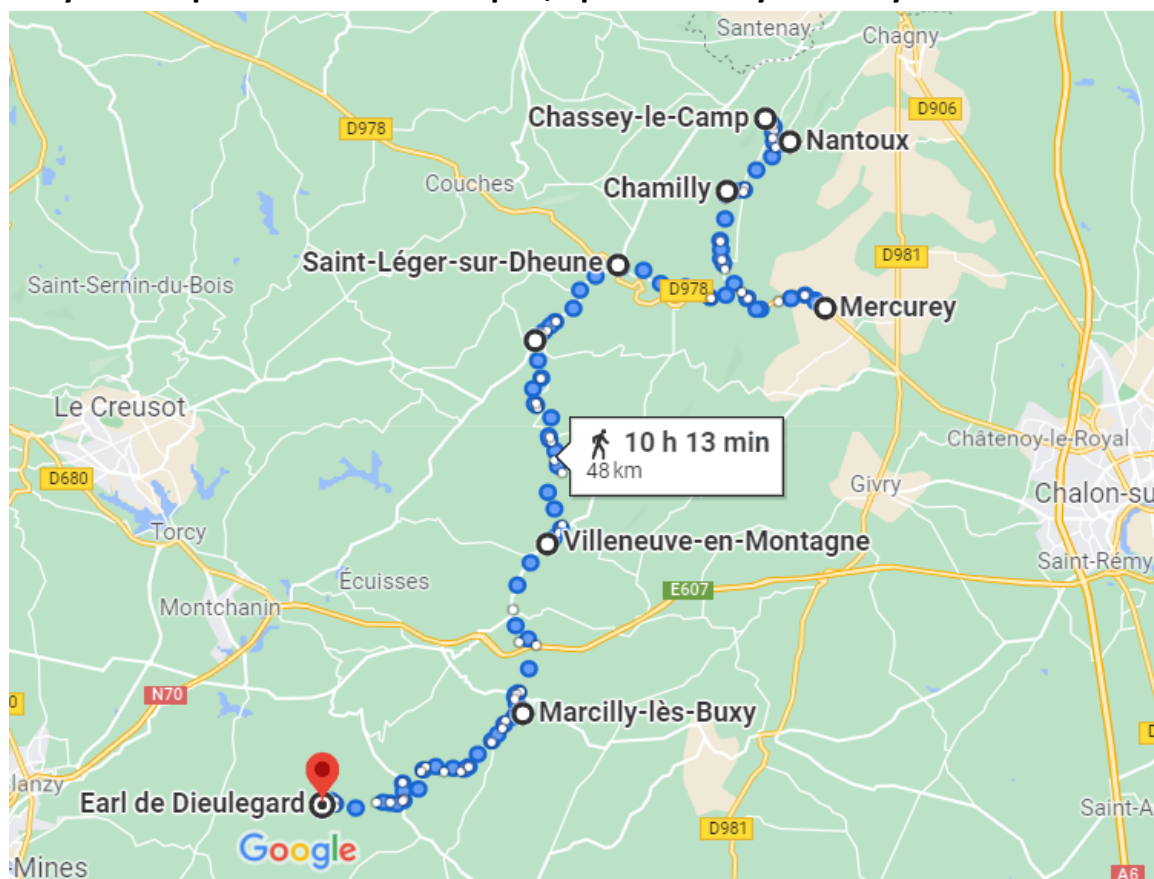 Santenay
Chagny
Chassey-le-Camp
D906
D978
Nantoux
Couches
Chamilly
D981
Saint-Léger-sur-Dheune
Saint-Sernin-du-Bois
D978
Mercurey
Le Creusot
10 h 13 min
48 km
Châtenoy-le-Royal
D680
Givry
Chalon-su
Torcy
Villeneuve-en-Montagne
Saint-Rémy
Écuisses
E607
Montchanin
N70
0
Marcilly-lès-Buxy
D
lanzy
Earl de Dieulegard
Saint-A
D981
Google
-Mines
A6